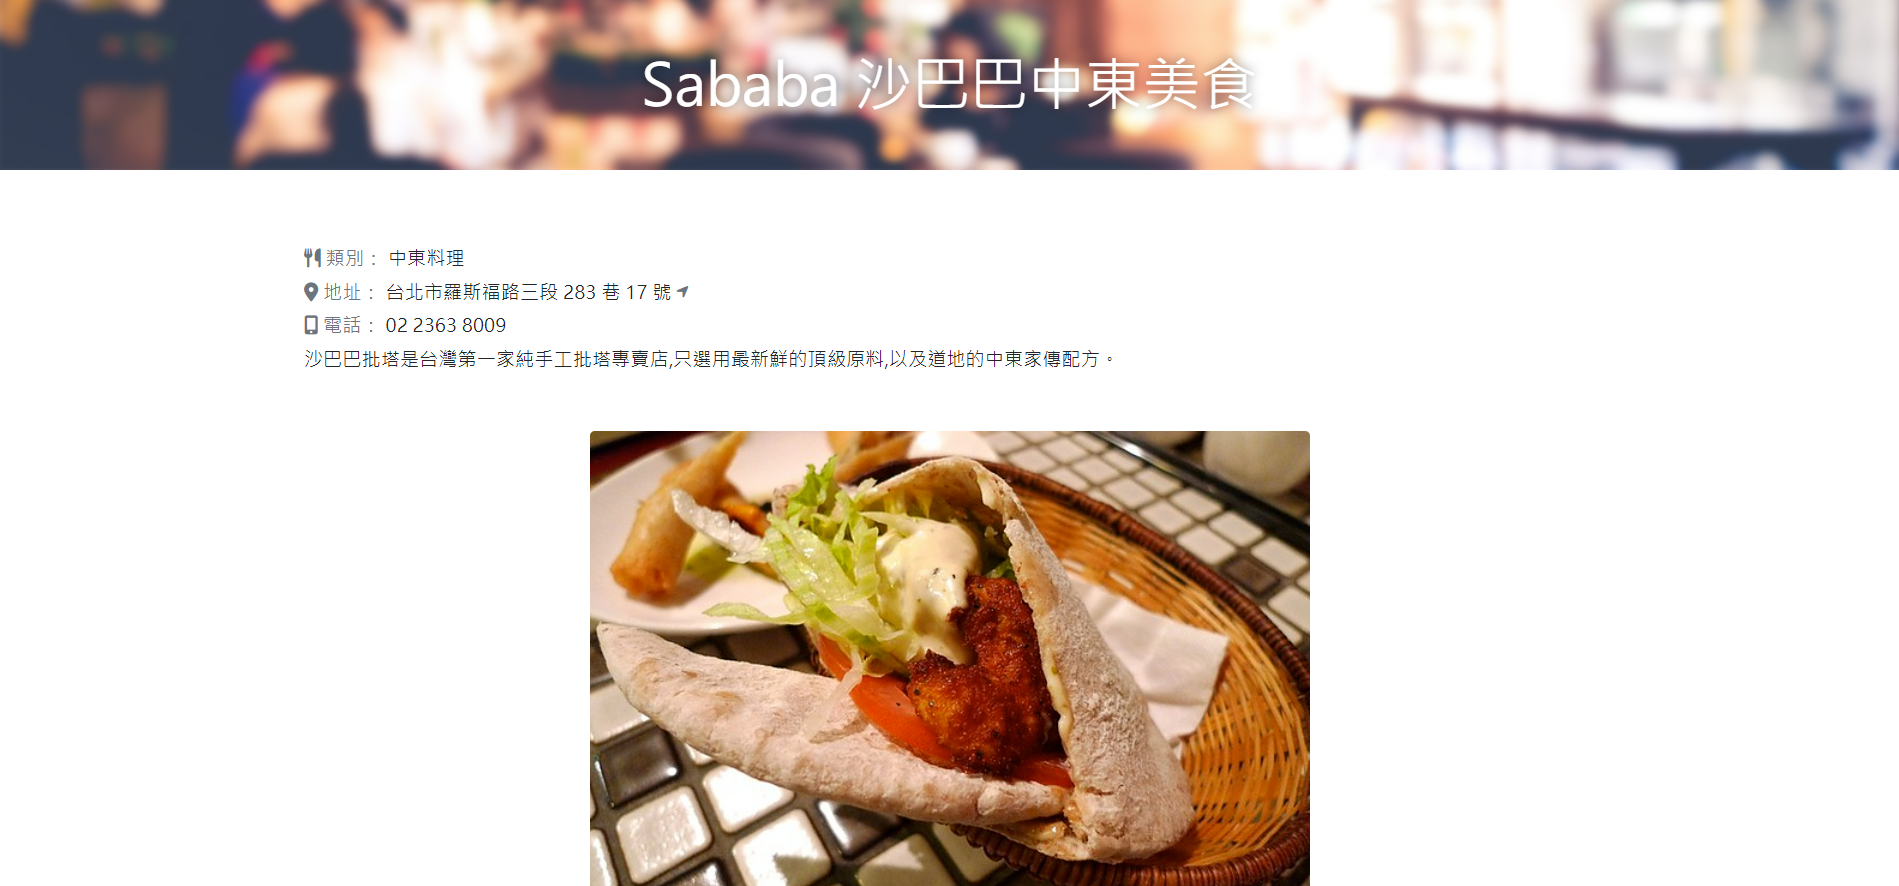 Sababa 沙巴巴中東美食
類別： 中東料理
地址： 台北市羅斯福路三段 283 巷 17 號
電話： 02 2363 8009
沙巴巴批塔是台灣第一家純手工批塔專賣店,只選用最新鮮的頂級原料,以及道地的中東家傳配方。